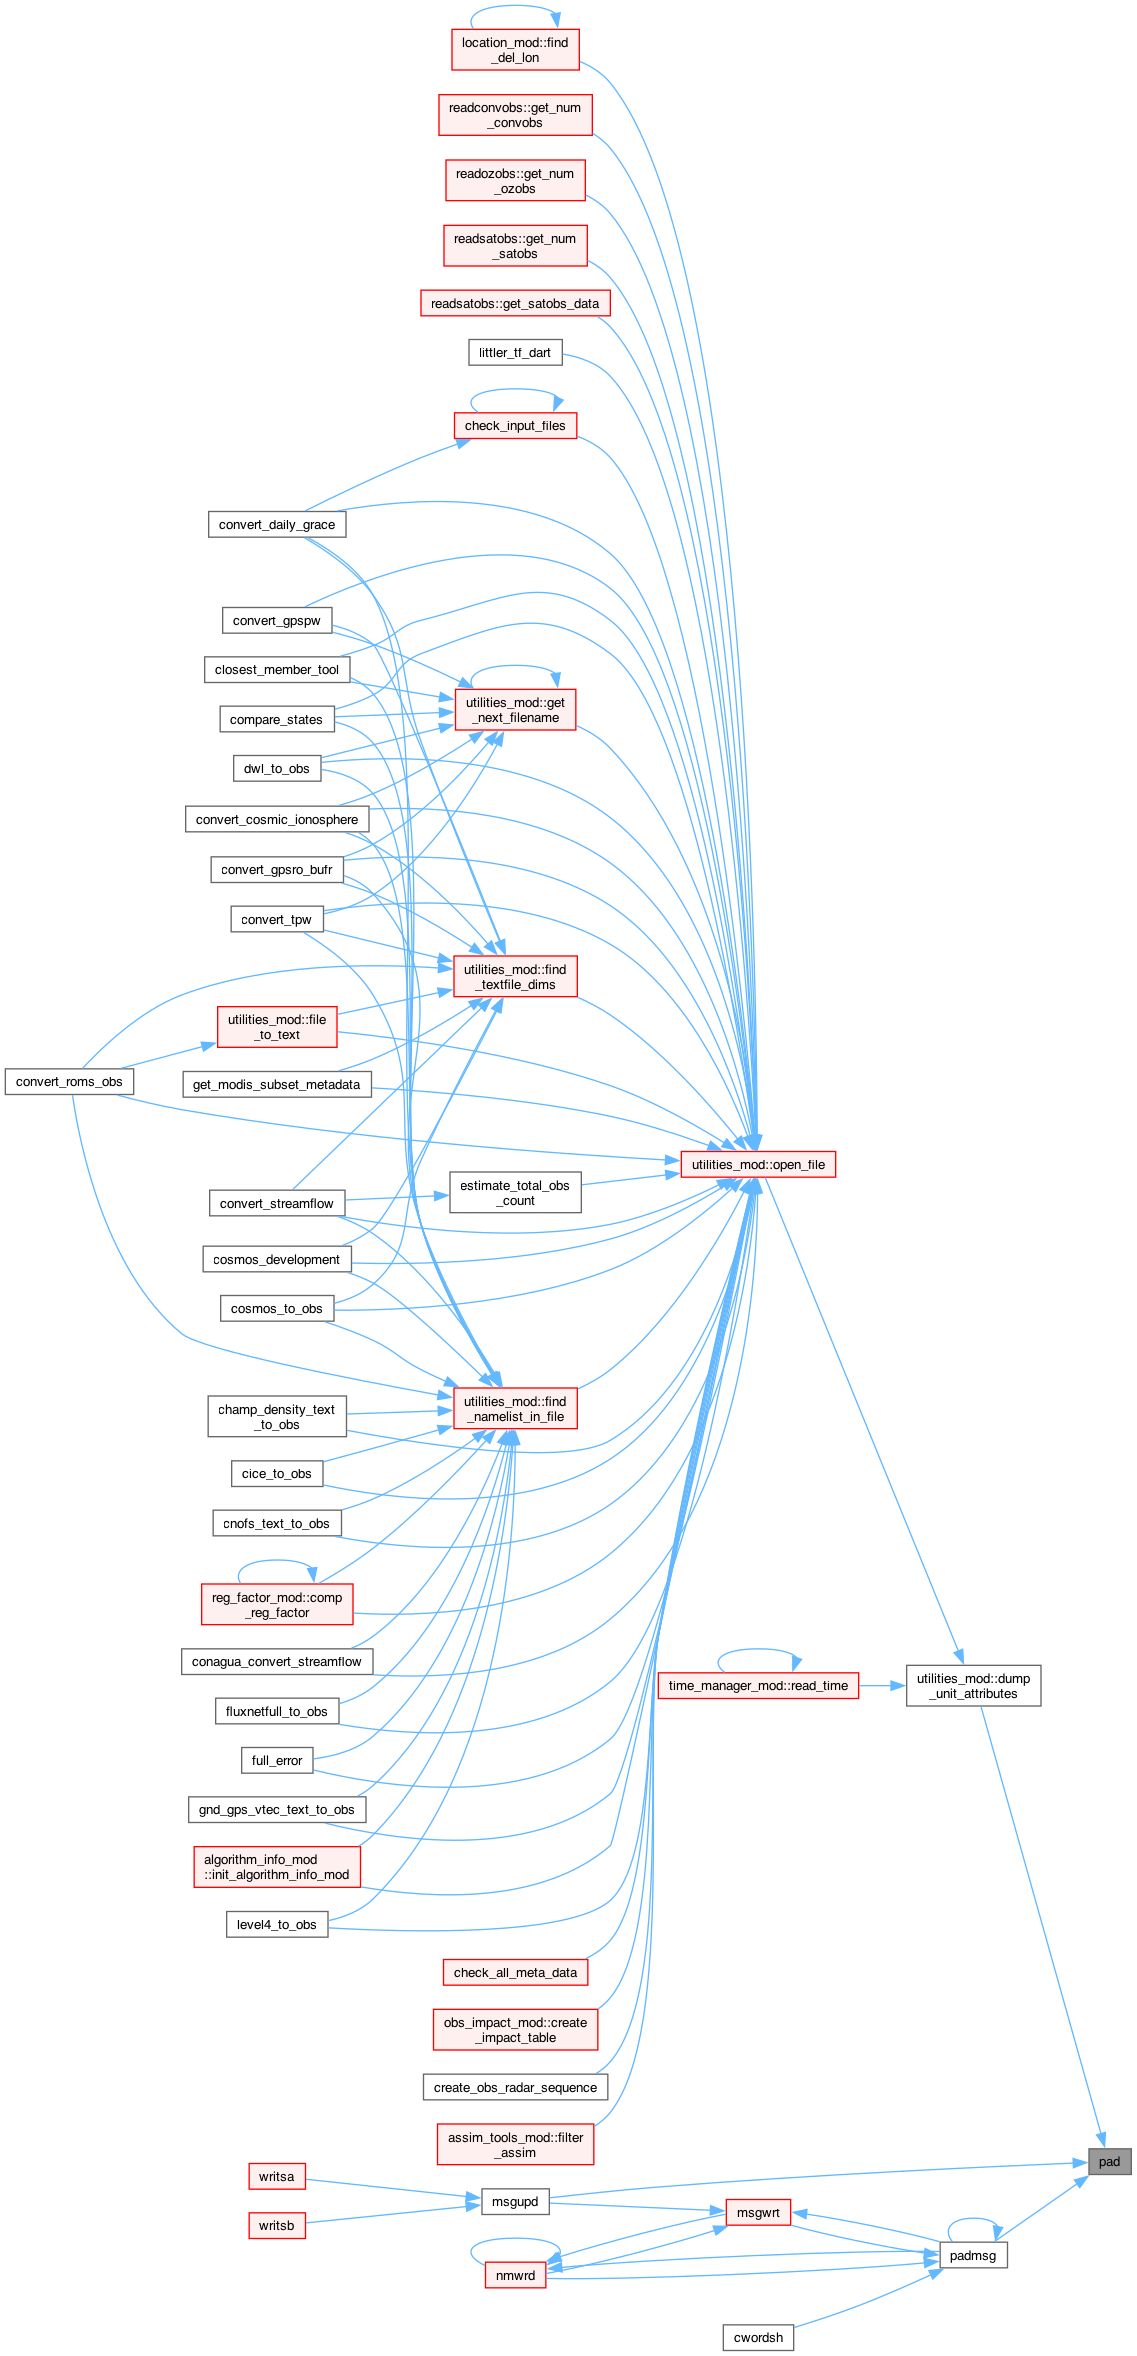 location_mod::find
_del_lon
readconvobs::get_num
_convobs
readozobs::get_num
_ozobs
readsatobs::get_num
_satobs
readsatobs::get_satobs_data
littler_tf_dart
check_input_files
convert_daily_grace
convert_gpspw
closest_member_tool
utilities_mod::get
_next_filename
compare_states
dwl_to_obs
convert_cosmic_ionosphere
convert_gpsro_bufr
convert_tpw
utilities_mod::find
_textfile_dims
utilities_mod::file
_to_text
convert_roms_obs
get_modis_subset_metadata
utilities_mod::open_file
estimate_total_obs
_count
convert_streamflow
cosmos_development
cosmos_to_obs
utilities_mod::find
_namelist_in_file
champ_density_text
_to_obs
cice_to_obs
cnofs_text_to_obs
reg_factor_mod::comp
_reg_factor
conagua_convert_streamflow
time_manager_mod::read_time
utilities_mod::dump
_unit_attributes
fluxnetfull_to_obs
full_error
gnd_gps_vtec_text_to_obs
algorithm_info_mod
::init_algorithm_info_mod
level4_to_obs
check_all_meta_data
obs_impact_mod::create
_impact_table
create_obs_radar_sequence
assim_tools_mod::filter
_assim
pad
writsa
msgupd
msgwrt
writsb
padmsg
nmwrd
cwordsh